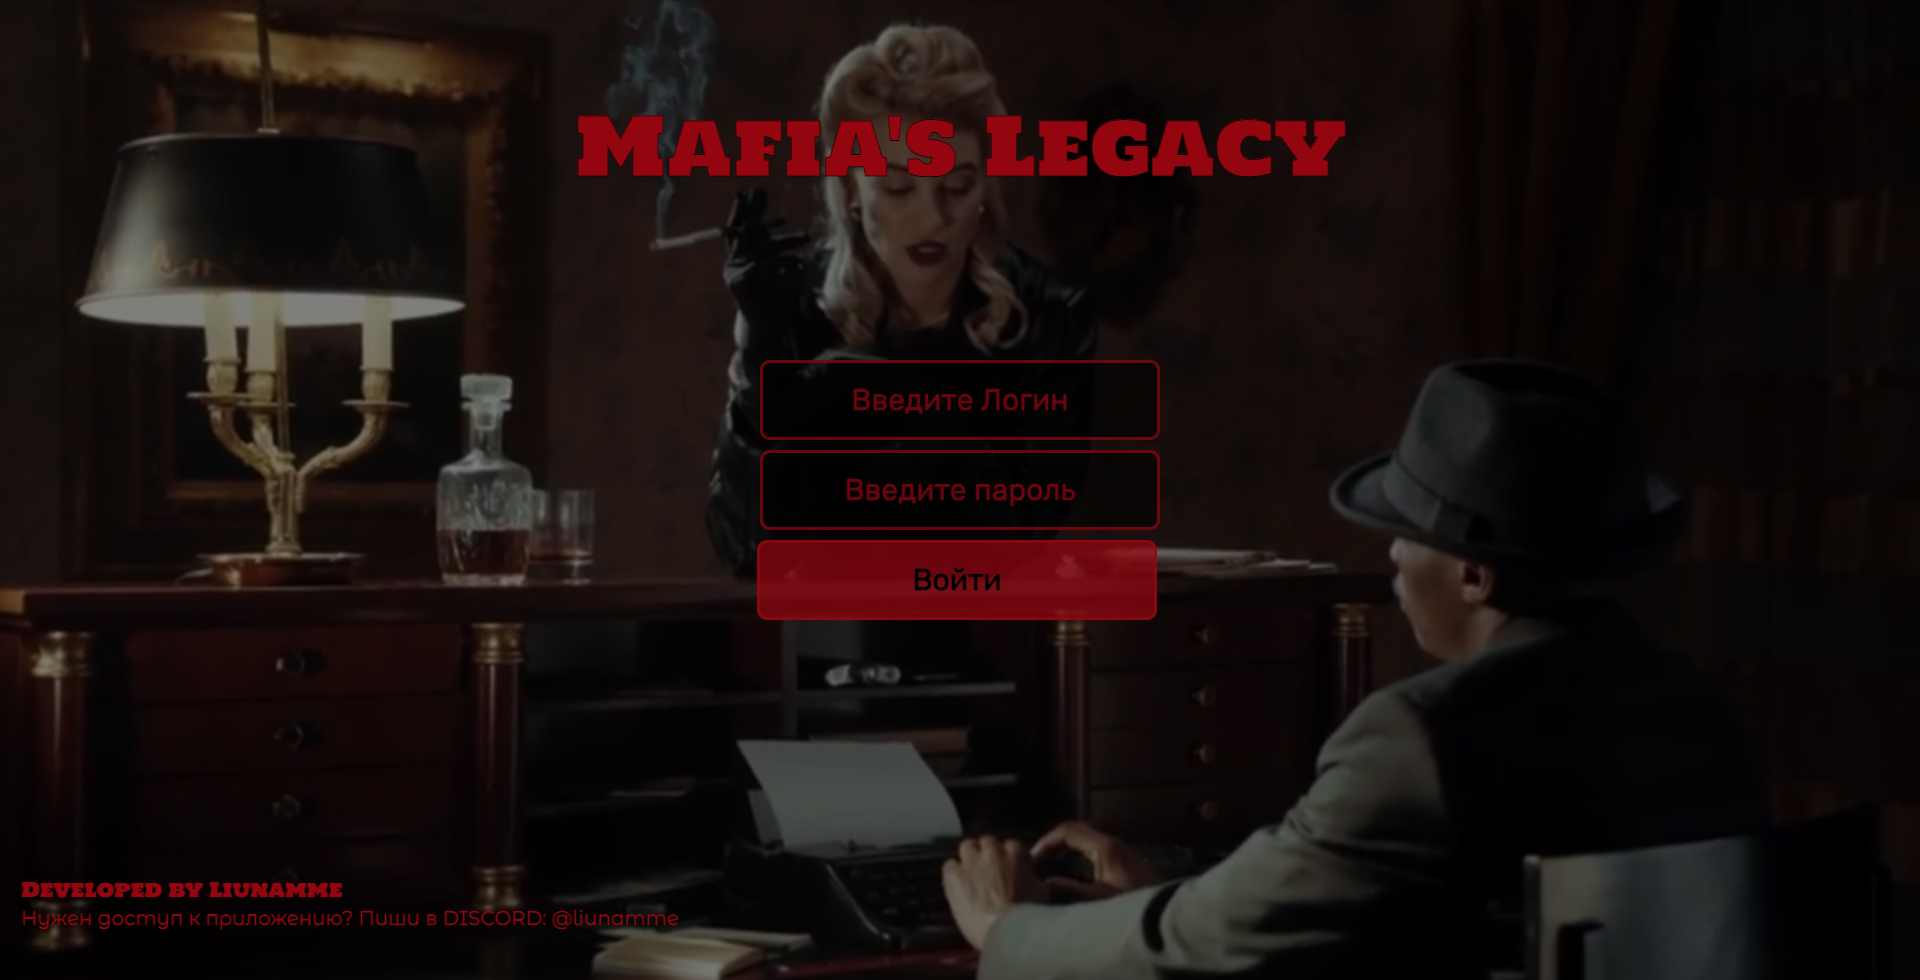 Mafia's Legacy
Введите Логин
Введите пароль
Войти
Developed by Liunamme
Нужен доступ к приложению? Пиши в DISCORD: @liunamme